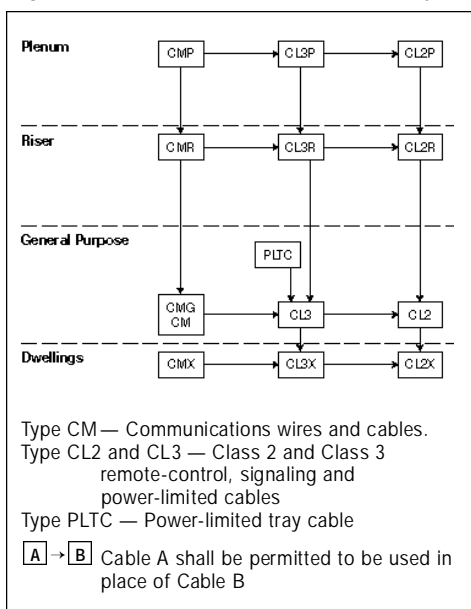 Plenum
CMP CL3P CL2P
Riser
CMR CL3R CL2R
General Purpose
PLTC
CMG
CM
CL3 CL2
Dwellings
CMX CL3X CL2X
Type CM — Communications wires and cables.
Type CL2 and CL3 — Class 2 and Class 3
remote-control, signaling and
power-limited cables
Type PLTC — Power-limited tray cable
A → B Cable A shall be permitted to be used in
place of Cable B